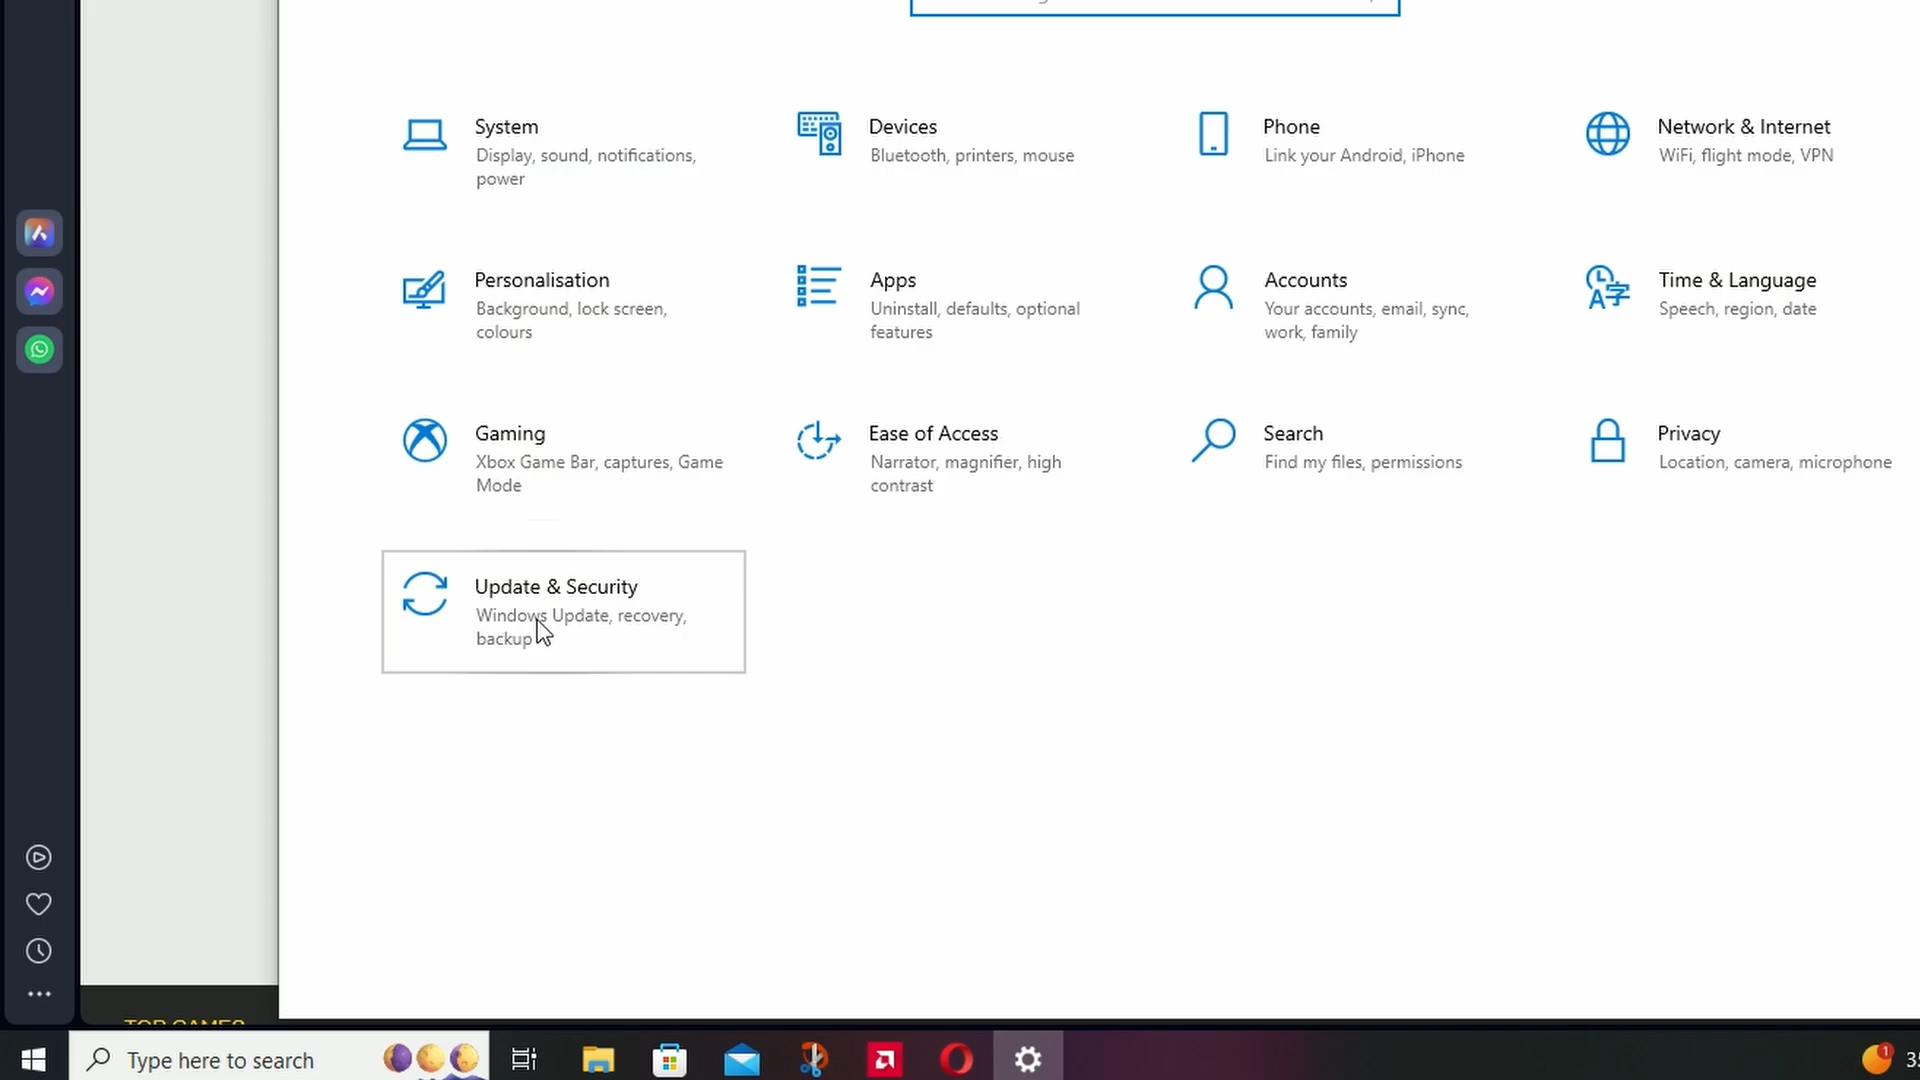 System
Display, sound, notifications,
power
Devices
Bluetooth, printers, mouse
Phone
Link your Android, iPhone
Network & Internet
WiFi, flight mode, VPN
Personalisation
Background, lock screen,
colours
Apps
Uninstall, defaults, optional
features
Accounts
Your accounts, email, sync,
work, family
Time & Language
Speech, region, date
Gaming
Xbox Game Bar, captures, Game
Mode
Ease of Access
Narrator, magnifier, high
contrast
Search
Find my files, permissions
Privacy
Location, camera, microphone
Update & Security
Windows Update, recovery,
backup
TOP GAMES
Type here to search
1